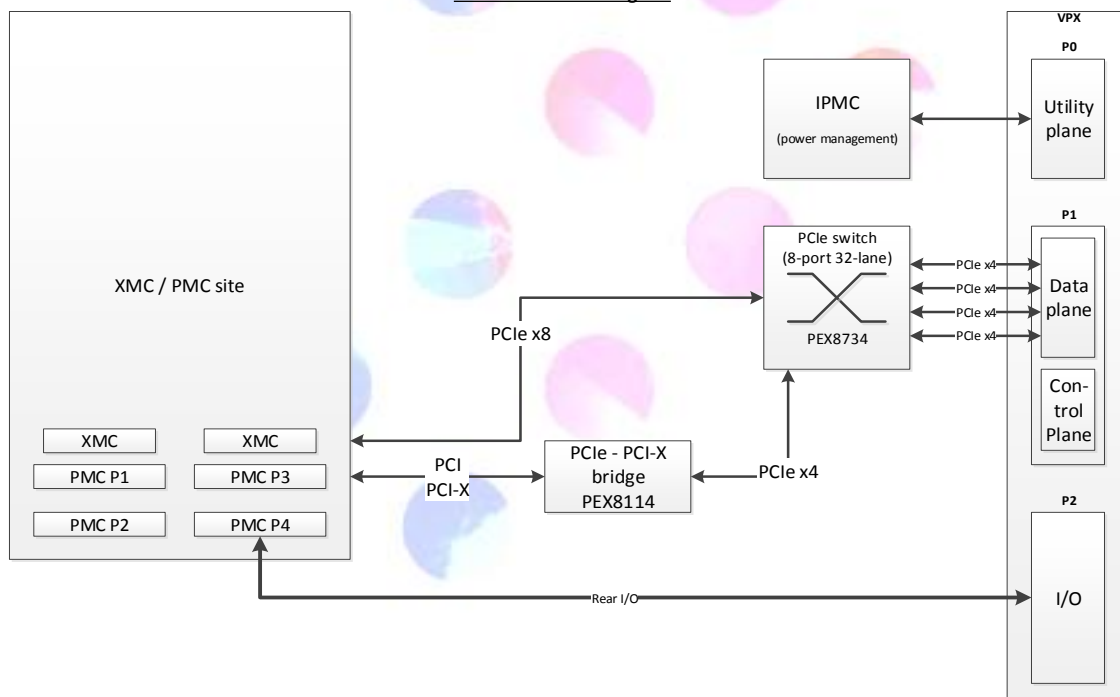 VPX
P0
IPMC
(power management)
Utility
plane
P1
PCIe switch
(8-port 32-lane)
PEX8734
PCIe x4
PCIe x4
PCIe x4
PCIe x4
Data
plane
Con-
trol
Plane
XMC / PMC site
PCIe x8
XMC
XMC
PMC P1
PMC P3
PMC P2
PMC P4
PCI
PCI-X
PCIe - PCI-X
bridge
PEX8114
PCIe x4
P2
Rear I/O
I/O